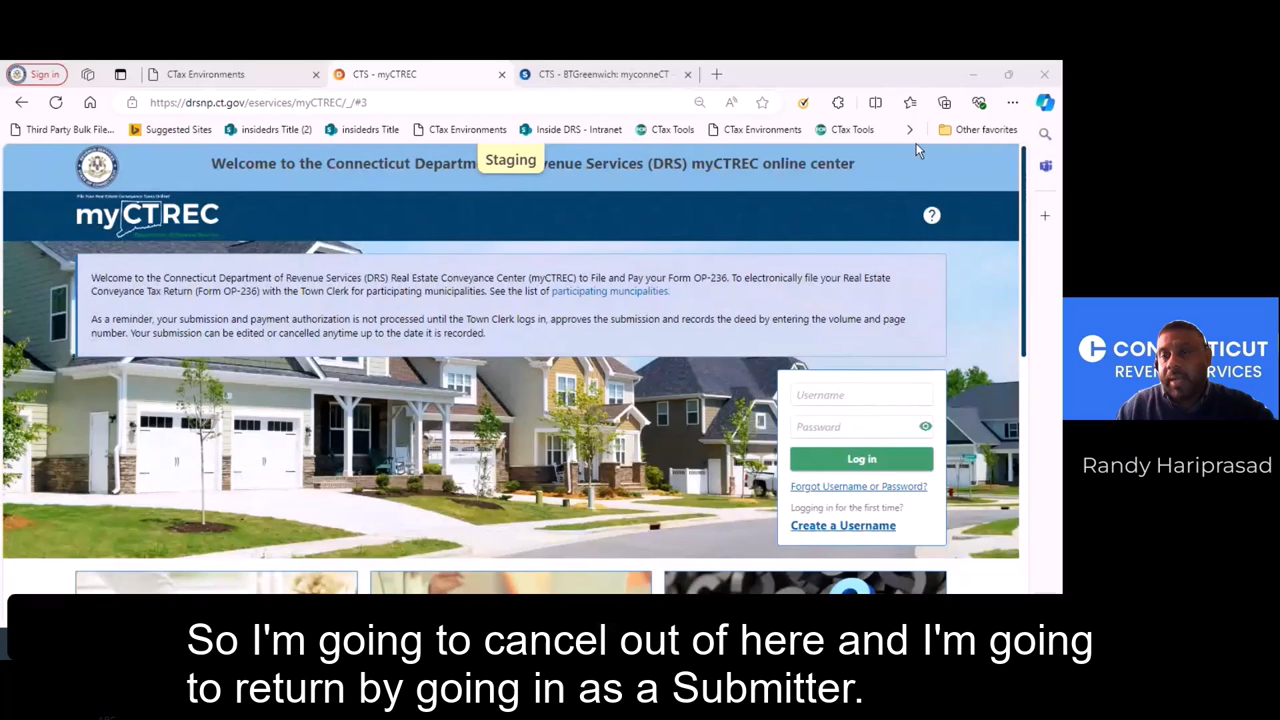 Sign in
CTax Environments
CTS - myCTREC
CTS - BTGreenwich: myconneCT
https://drsnp.ct.gov/eservices/myCTREC/_/#3
Third Party Bulk File...
Suggested Sites
insidedrs Title (2)
insidedrs Title
CTax Environments
Inside DRS - Intranet
CTax Tools
CTax Environments
CTax Tools
Other favorites
Welcome to the Connecticut Departm
Staging
venue Services (DRS) myCTREC online center
myCTREC
Welcome to the Connecticut Department of Revenue Services (DRS) Real Estate Conveyance Center (myCTREC) to File and Pay your Form OP-236. To electronically file your Real Estate
Conveyance Tax Return (Form OP-236) with the Town Clerk for participating municipalities. See the list of participating muncipalities.
As a reminder, your submission and payment authorization is not processed until the Town Clerk logs in, approves the submission and records the deed by entering the volume and page
number. Your submission can be edited or cancelled anytime up to the date it is recorded.
Username
Password
Log in
Forgot Username or Password?
Logging in for the first time?
Create a Username
CON TICUT
REVEN ERVICES
Randy Hariprasad
So I'm going to cancel out of here and I'm going
to return by going in as a Submitter.